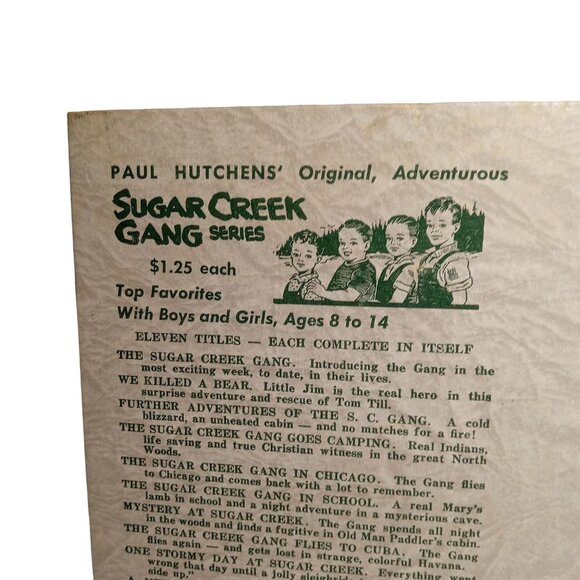 PAUL HUTCHENS' Original, Adventurous
SUGAR CREEK
GANG SERIES
$1.25 each
Top Favorites
With Boys and Girls, Ages 8 to 14
ELEVEN TITLES — EACH COMPLETE IN ITSELF
THE SUGAR CREEK GANG. Introducing the Gang in the
most exciting week, to date, in their lives.
WE KILLED A BEAR. Little Jim is the real hero in this
surprise adventure and rescue of Tom Till.
FURTHER ADVENTURES OF THE S. C. GANG. A cold
blizzard, an unheated cabin — and no matches for a fire!
THE SUGAR CREEK GANG GOES CAMPING. Real Indians,
life saving and true Christian witness in the great North
Woods.
THE SUGAR CREEK GANG IN CHICAGO. The Gang flies
to Chicago and comes back with a lot to remember.
THE SUGAR CREEK GANG IN SCHOOL. A real Mary's
lamb in school and a night adventure in a mysterious cave.
MYSTERY AT SUGAR CREEK. The Gang spends all night
in the woods and finds a fugitive in Old Man Paddler's cabin.
THE SUGAR CREEK GANG FLIES TO CUBA. The Gang
flies again — and gets lost in strange, colorful Havana.
ONE STORMY DAY AT SUGAR CREEK. Everything went
wrong that day until a jolly sleighride
side up."